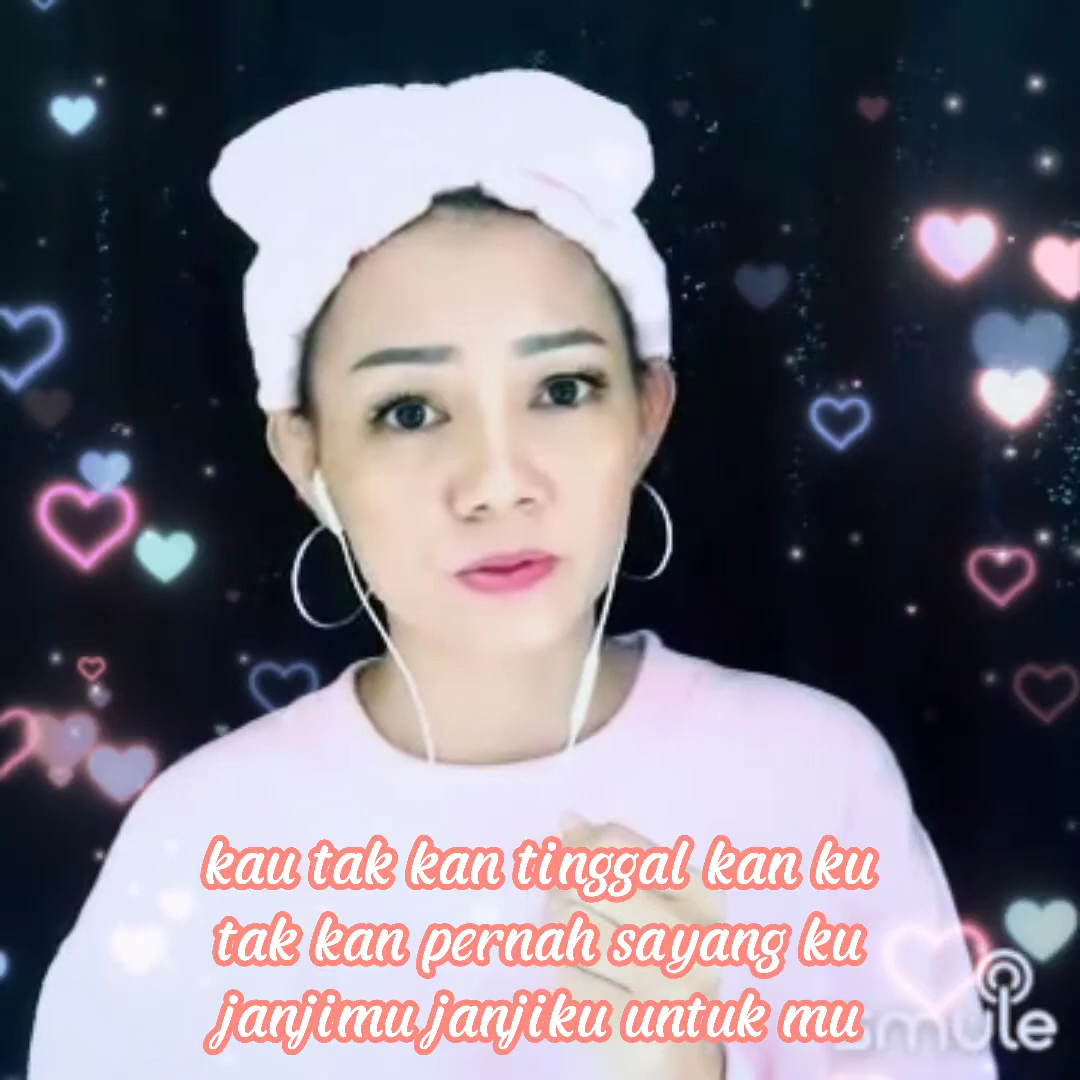 kau tak kan tinggal kan ku
tak kan pernah sayang ku
janjimu janjiku untuk mu
smule